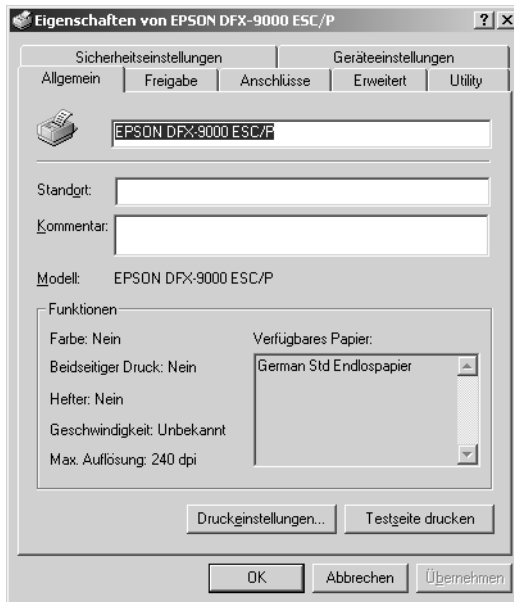 Eigenschaften von EPSON DFX-9000 ESC/P
Sicherheitseinstellungen Geräteeinstellungen
Allgemein Freigabe Anschlüsse Erweitert Utility
EPSON DFX-9000 ESC/P
Standort:
Kommentar:
Modell: EPSON DFX-9000 ESC/P
Funktionen
Farbe: Nein
Beidseitiger Druck: Nein
Hefter: Nein
Geschwindigkeit: Unbekannt
Max. Auflösung: 240 dpi
Verfügbares Papier:
German Std Endlospapier
Druckeinstellungen... Testseite drucken
OK Abbrechen Übernehmen